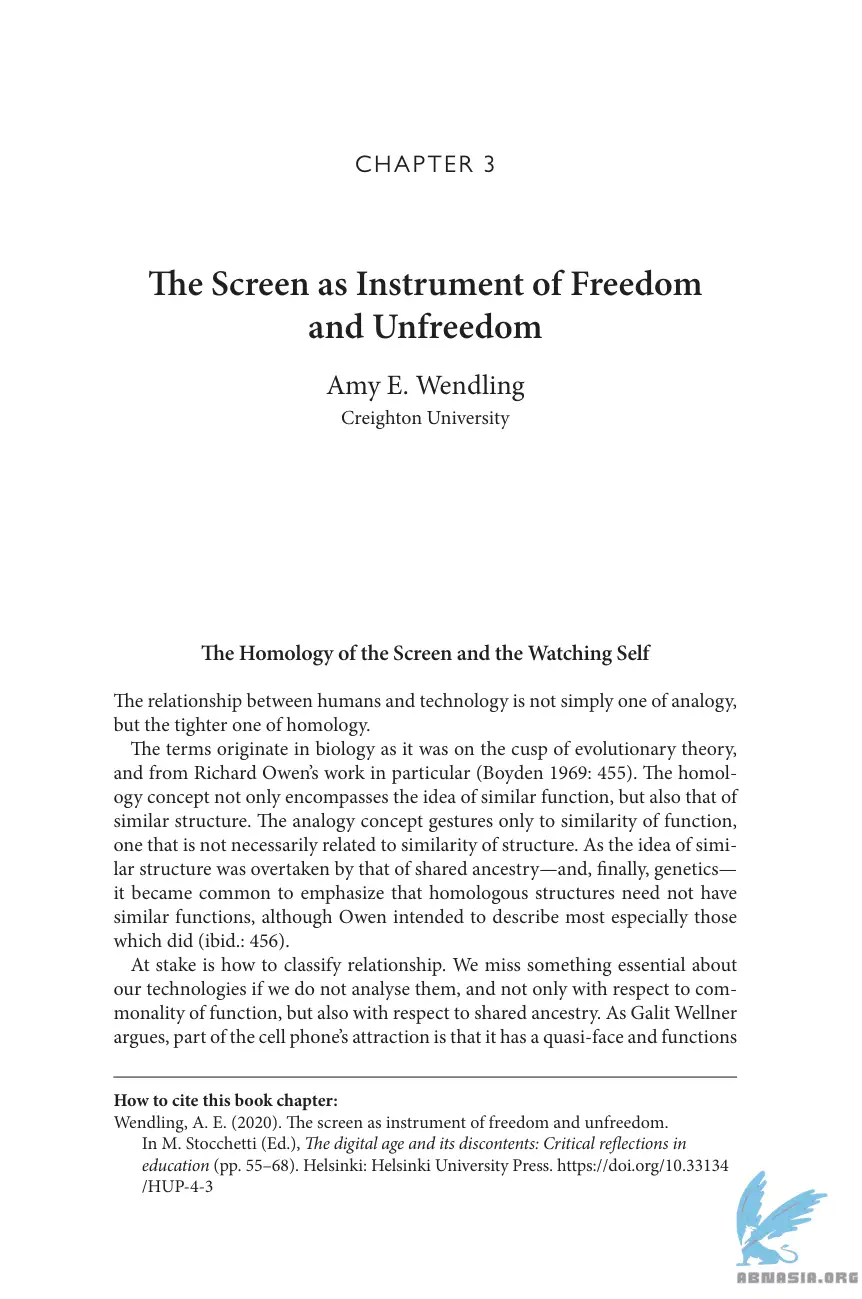 CHAPTER 3
The Screen as Instrument of Freedom
and Unfreedom
Amy E. Wendling
Creighton University
The Homology of the Screen and the Watching Self
The relationship between humans and technology is not simply one of analogy,
but the tighter one of homology.
The terms originate in biology as it was on the cusp of evolutionary theory,
and from Richard Owen’s work in particular (Boyden 1969: 455). The homol-
ogy concept not only encompasses the idea of similar function, but also that of
similar structure. The analogy concept gestures only to similarity of function,
one that is not necessarily related to similarity of structure. As the idea of simi-
lar structure was overtaken by that of shared ancestry—and, finally, genetics—
it became common to emphasize that homologous structures need not have
similar functions, although Owen intended to describe most especially those
which did (ibid.: 456).
At stake is how to classify relationship. We miss something essential about
our technologies if we do not analyse them, and not only with respect to com-
monality of function, but also with respect to shared ancestry. As Galit Wellner
argues, part of the cell phone’s attraction is that it has a quasi-face and functions
How to cite this book chapter:
Wendling, A. E. (2020). The screen as instrument of freedom and unfreedom.
In M. Stocchetti (Ed.), The digital age and its discontents: Critical reflections in
education (pp. 55–68). Helsinki: Helsinki University Press. https://doi.org/10.33134
/HUP-4-3
ABNASIA.ORG